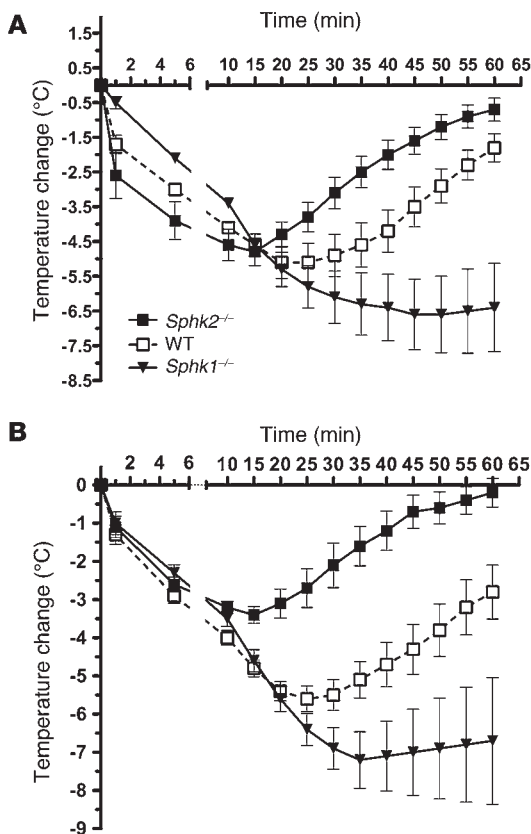 A
Time (min)
2 4 6 10 15 20 25 30 35 40 45 50 55 60 65
1.5
0.5
-0.5
-1.5
-2.5
-3.5
-4.5
-5.5
-6.5
-7.5
-8.5
Temperature change (°C)
Sphk2⁻/⁻
WT
Sphk1⁻/⁻
B
Time (min)
2 4 6 10 15 20 25 30 35 40 45 50 55 60 65
0
-1
-2
-3
-4
-5
-6
-7
-8
-9
Temperature change (°C)